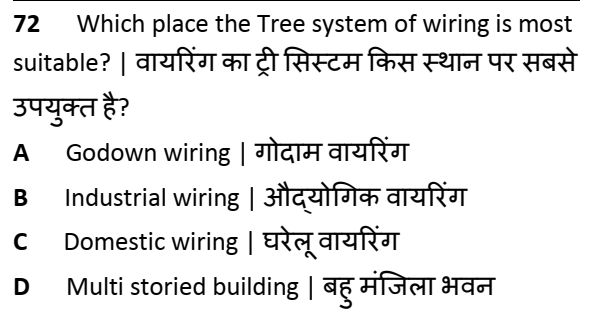 72 Which place the Tree system of wiring is most
suitable? | वायरिंग का ट्री सिस्टम किस स्थान पर सबसे
उपयुक्त है?
A Godown wiring | गोदाम वायरिंग
B Industrial wiring | औद्योगिक वायरिंग
C Domestic wiring | घरेलू वायरिंग
D Multi storied building | बहु मंजिला भवन